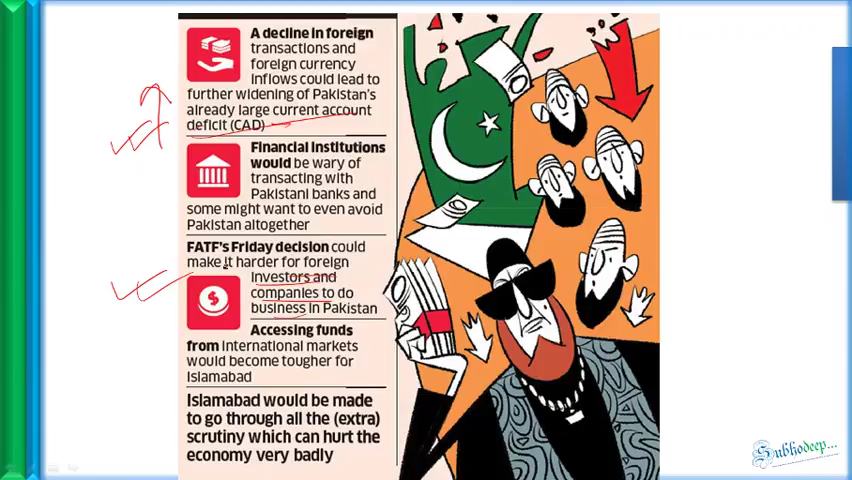 A decline in foreign
transactions and
foreign currency
inflows could lead to
further widening of Pakistan's
already large current account
deficit (CAD)
Financial institutions
would be wary of
transacting with
Pakistani banks and
some might want to even avoid
Pakistan altogether
FATF's Friday decision could
make it harder for foreign
investors and
companies to do
business in Pakistan
Accessing funds
from international markets
would become tougher for
Islamabad
Islamabad would be made
to go through all the (extra)
scrutiny which can hurt the
economy very badly
Subhodeep...